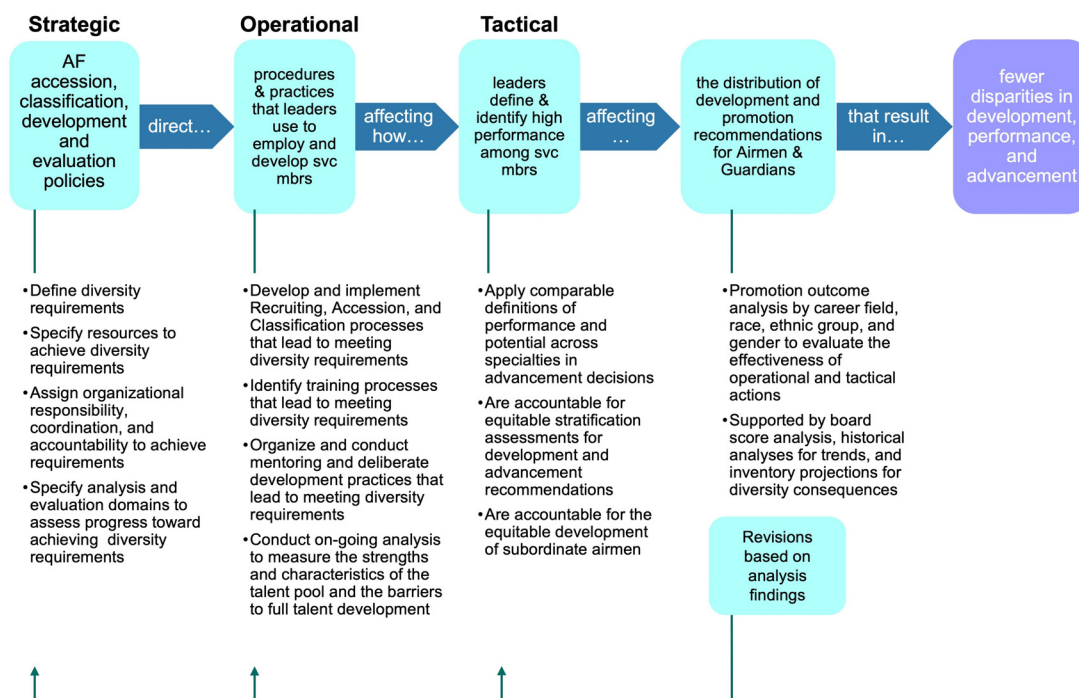 Strategic
AF
accession,
classification,
development
and
evaluation
policies
direct…
Operational
procedures
& practices
that leaders
use to
employ and
develop svc
mbrs
affecting
how…
Tactical
leaders
define &
identify high
performance
among svc
mbrs
affecting
…
the distribution of
development and
promotion
recommendations
for Airmen &
Guardians
that result
in…
fewer
disparities in
development,
performance,
and
advancement
•Define diversity
requirements
•Specify resources to
achieve diversity
requirements
•Assign organizational
responsibility,
coordination, and
accountability to achieve
requirements
•Specify analysis and
evaluation domains to
assess progress toward
achieving diversity
requirements
•Develop and implement
Recruiting, Accession, and
Classification processes
that lead to meeting
diversity requirements
•Identify training processes
that lead to meeting
diversity requirements
•Organize and conduct
mentoring and deliberate
development practices that
lead to meeting diversity
requirements
•Conduct on-going analysis
to measure the strengths
and characteristics of the
talent pool and the barriers
to full talent development
•Apply comparable
definitions of
performance and
potential across
specialties in
advancement decisions
•Are accountable for
equitable stratification
assessments for
development and
advancement
recommendations
•Are accountable for the
equitable development
of subordinate airmen
•Promotion outcome
analysis by career field,
race, ethnic group, and
gender to evaluate the
effectiveness of
operational and tactical
actions
•Supported by board
score analysis, historical
analyses for trends, and
inventory projections for
diversity consequences
Revisions
based on
analysis
findings